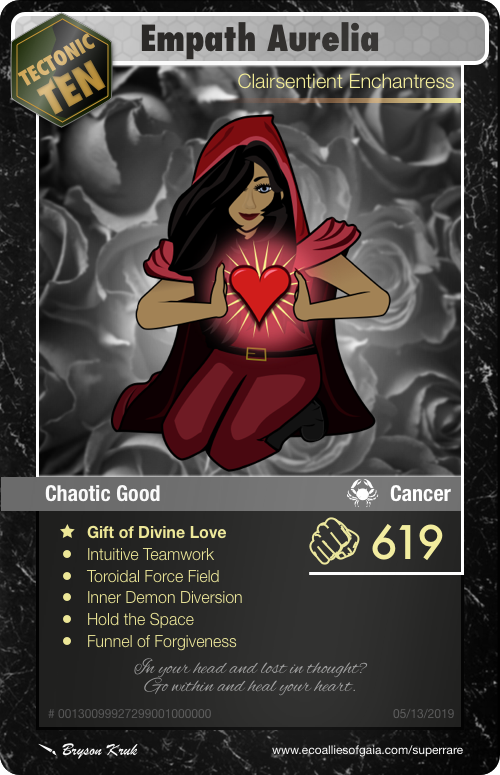 TECTONIC
TEN
Empath Aurelia
Clairsentient Enchantress
Chaotic Good
Cancer
619
★ Gift of Divine Love
● Intuitive Teamwork
● Toroidal Force Field
● Inner Demon Diversion
● Hold the Space
● Funnel of Forgiveness
In your head and lost in thought?
Go within and heal your heart.
# 00130099927299001000000
05/13/2019
Bryson Kruk
www.ecoalliesofgaia.com/superrare